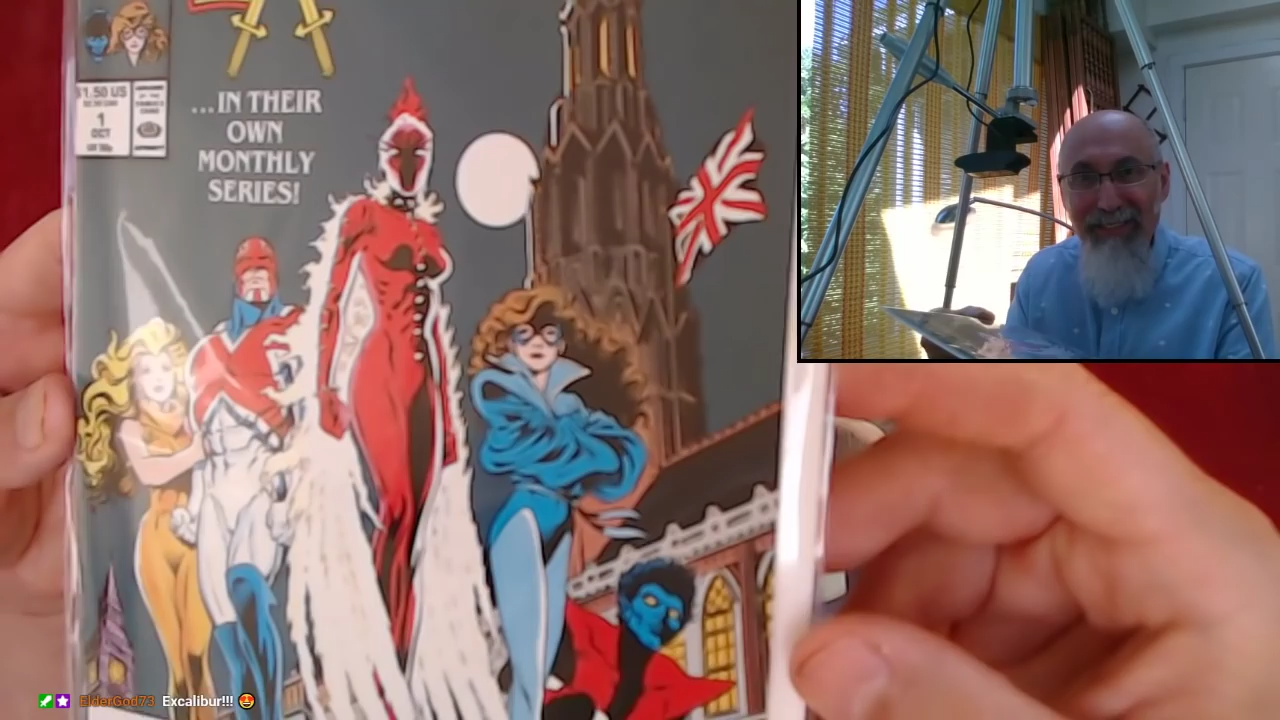 $1.50 US
1
OCT
...IN THEIR
OWN
MONTHLY
SERIES!
ElderGod73 Excalibur!!! 🤩